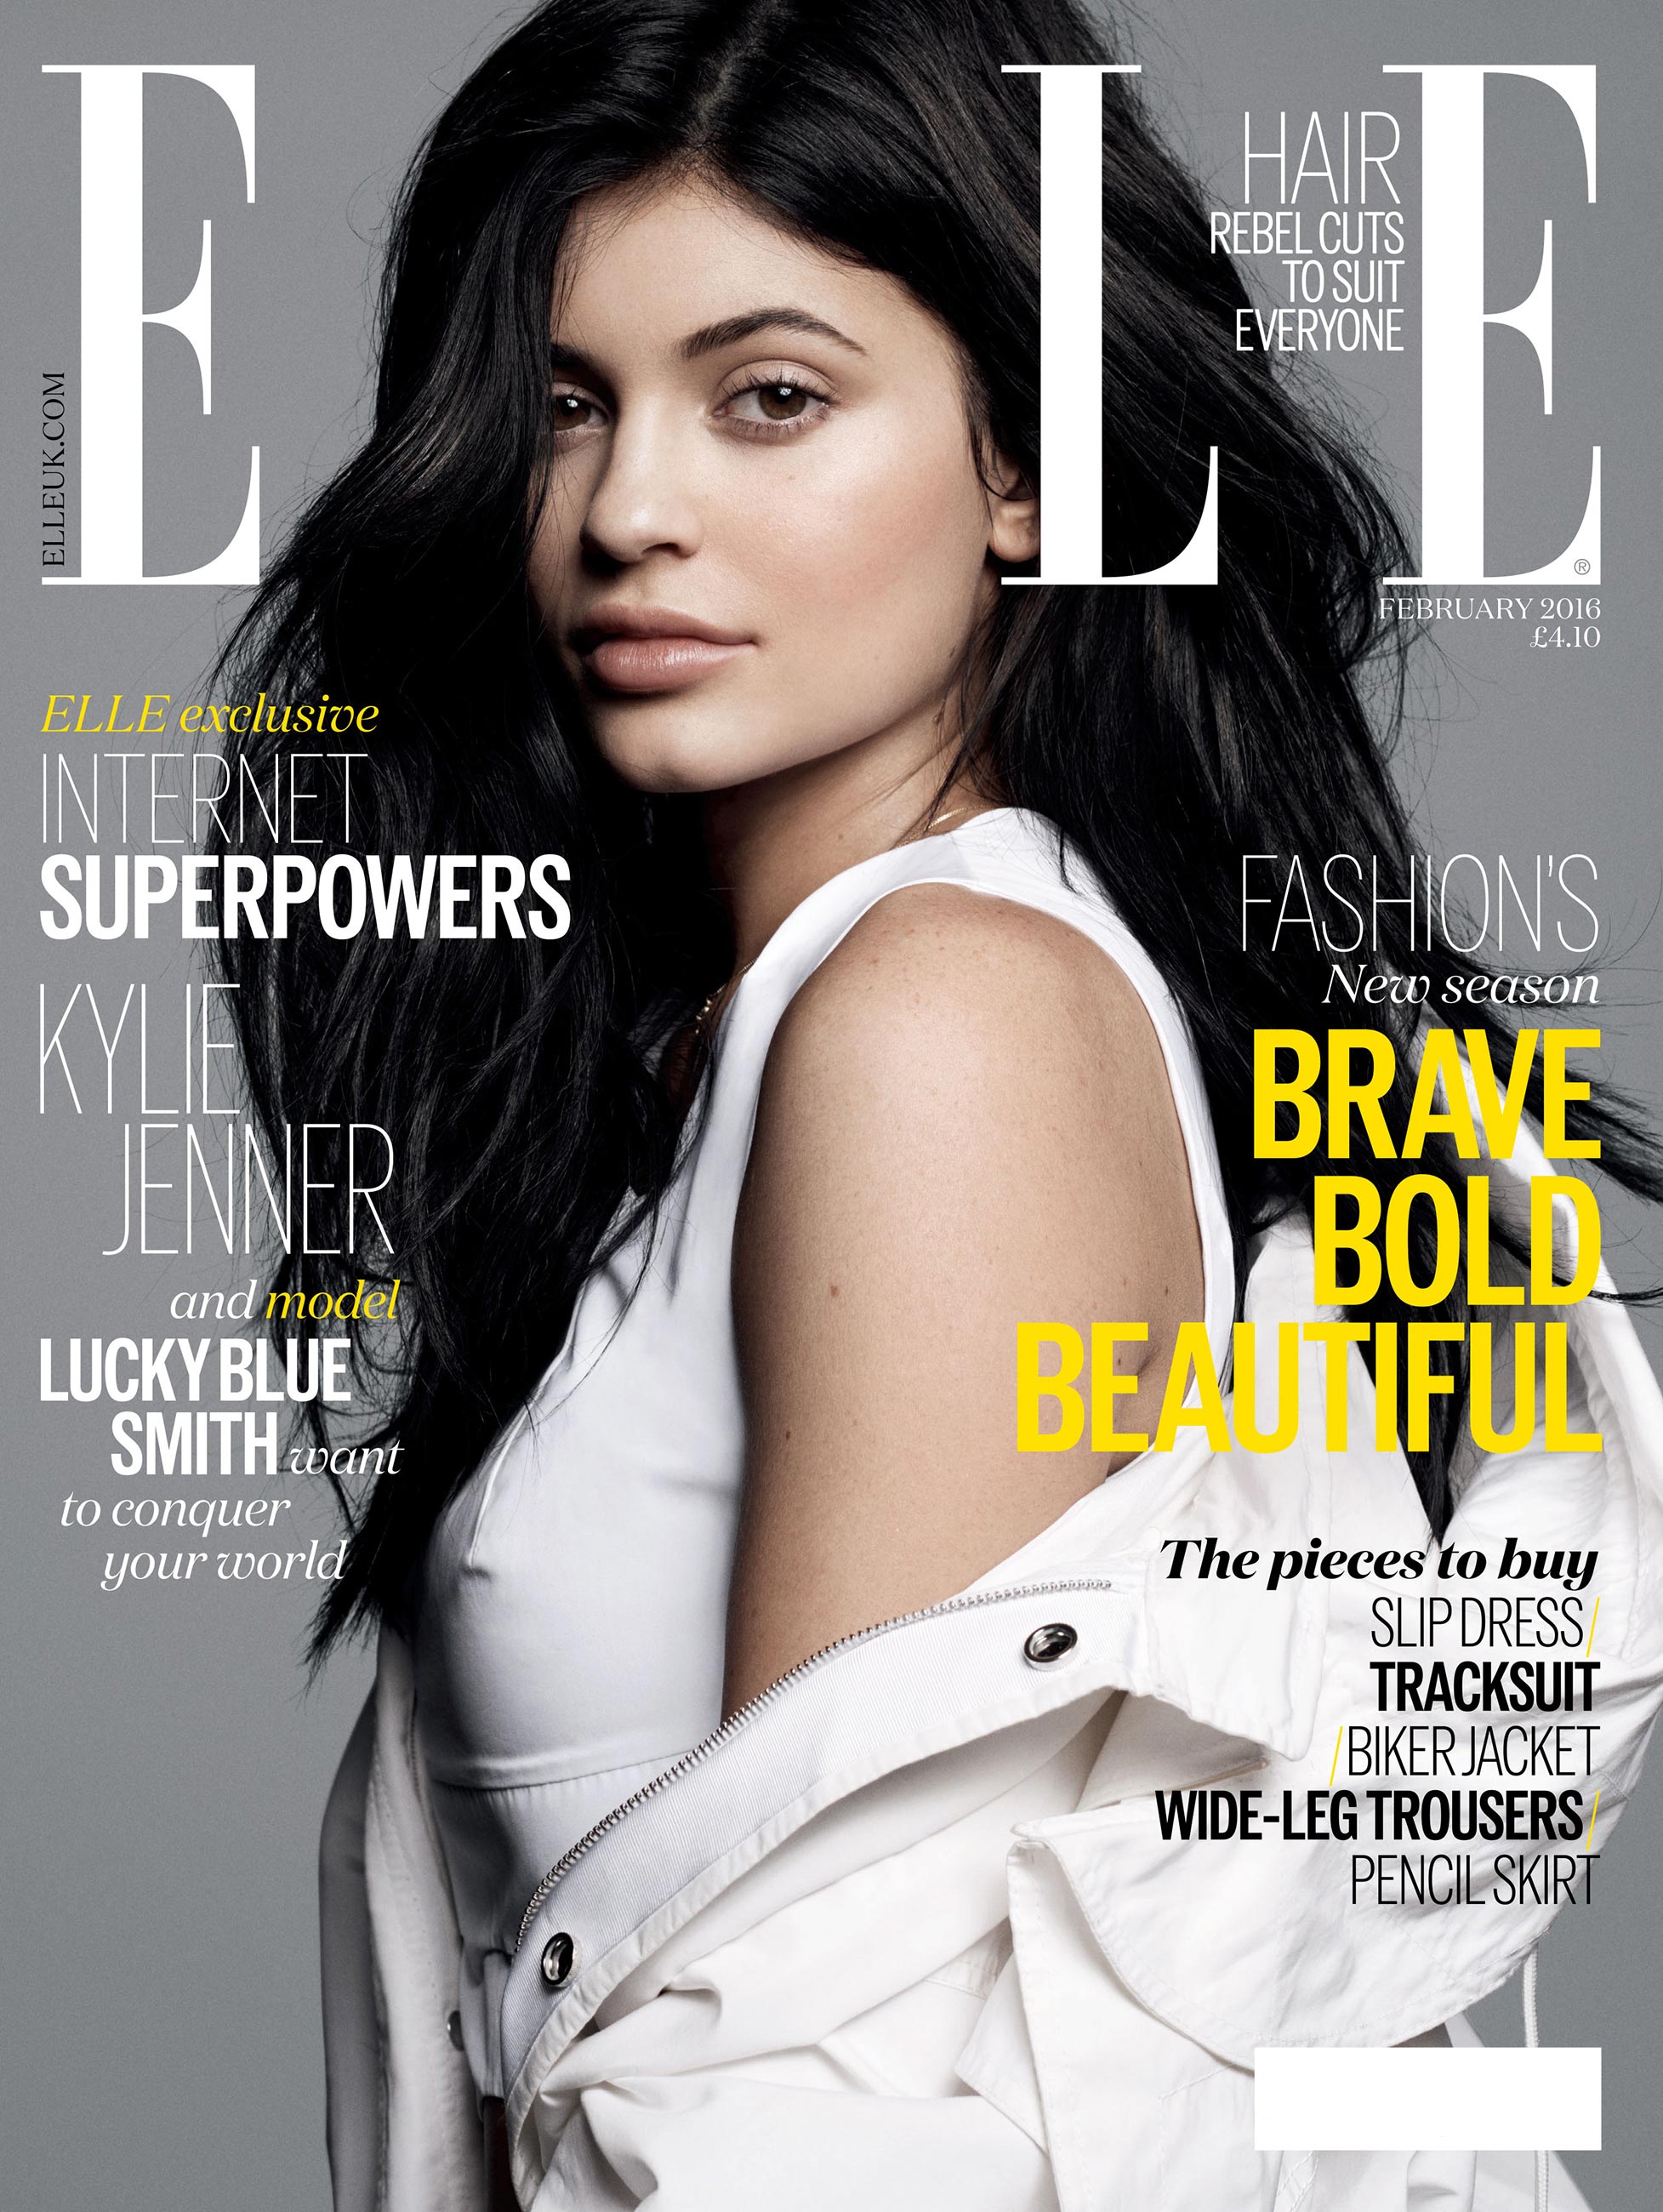 ELLE
ELLEUK.COM
HAIR
REBEL CUTS
TO SUIT
EVERYONE
®
FEBRUARY 2016
£4.10
ELLE exclusive
INTERNET
SUPERPOWERS
KYLIE
JENNER
and model
LUCKY BLUE
SMITH want
to conquer
your world
FASHION'S
New season
BRAVE
BOLD
BEAUTIFUL
The pieces to buy
SLIP DRESS/
TRACKSUIT
/BIKER JACKET
WIDE-LEG TROUSERS/
PENCIL SKIRT